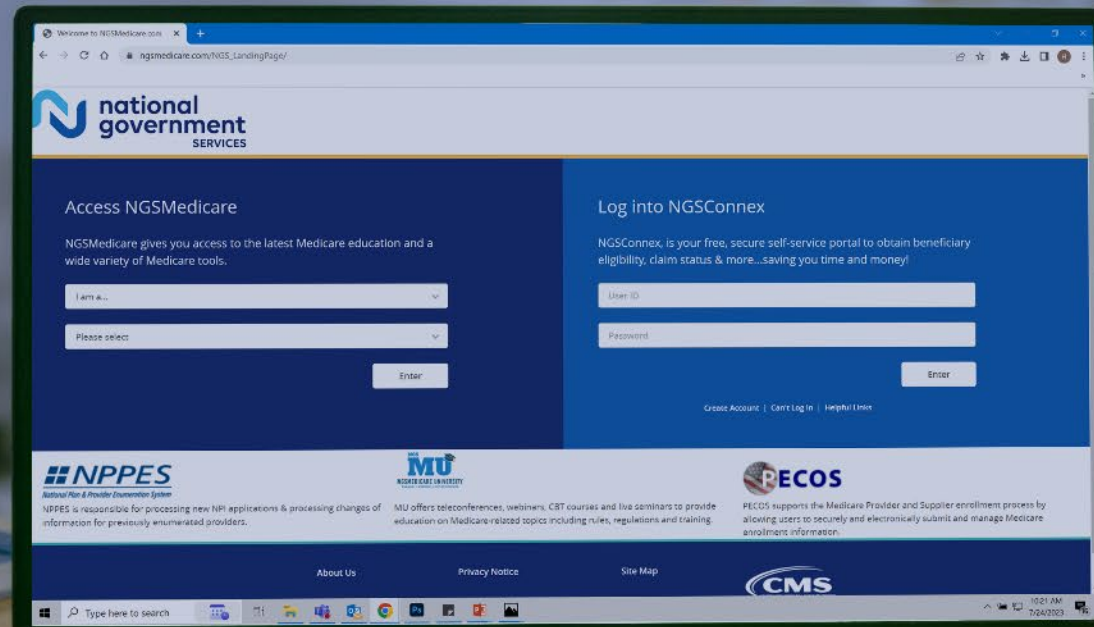 Welcome to NGSMedicare.com
ngsmedicare.com/NGS_LandingPage/
national
government
SERVICES
Access NGSMedicare
NGSMedicare gives you access to the latest Medicare education and a
wide variety of Medicare tools.
I am a...
Please select
Enter
Log into NGSConnex
NGSConnex, is your free, secure self-service portal to obtain beneficiary
eligibility, claim status & more...saving you time and money!
User ID
Password
Enter
Create Account | Can't Log In | Helpful Links
NPPES
National Plan & Provider Enumeration System
NPPES is responsible for processing new NPI applications & processing changes of
information for previously enumerated providers.
MU
NGSMEDICARE UNIVERSITY
MU offers teleconferences, webinars, CBT courses and live seminars to provide
education on Medicare-related topics including rules, regulations and training.
PECOS
PECOS supports the Medicare Provider and Supplier enrollment process by
allowing users to securely and electronically submit and manage Medicare
enrollment information.
About Us
Privacy Notice
Site Map
CMS
Type here to search
10:21 AM
7/24/2023